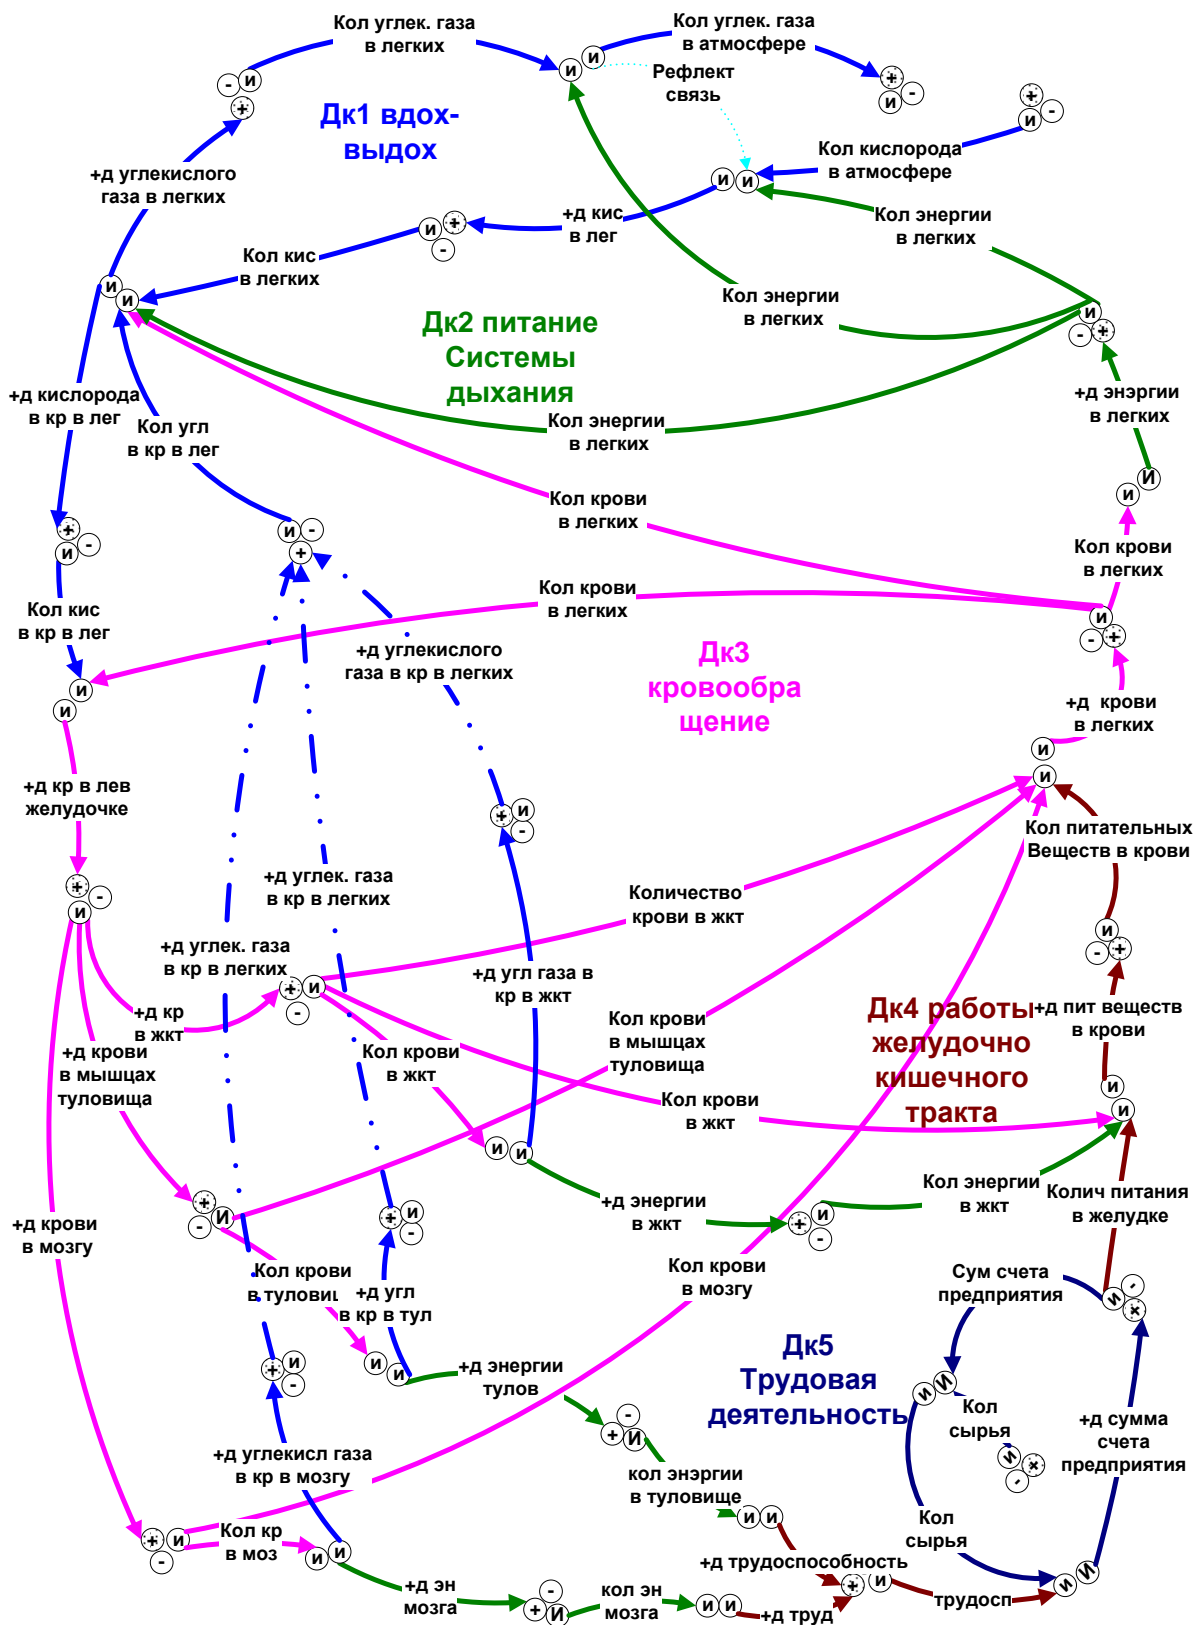 Кол углек. газа
в легких
Кол углек. газа
в атмосфере
Рефлект
связь
Дк1 вдох-
выдох
Кол кислорода
в атмосфере
+д углекислого
газа в легких
+д кис
в лег
Кол энергии
в легких
Кол кис
в легких
Кол энергии
в легких
Дк2 питание
Системы
дыхания
+д кислорода
в кр в лег
Кол угл
в кр в лег
+д энэргии
в легких
Кол энергии
в легких
Кол крови
в легких
Кол крови
в легких
Кол кис
в кр в лег
Кол крови
в легких
+д углекислого
газа в кр в легких
Дк3
кровообра
щение
+д крови
в легких
+д кр в лев
желудочке
Кол питательных
Веществ в крови
+д углек. газа
в кр в легких
Количество
крови в жкт
+д углек. газа
в кр в легких
+д угл газа в
кр в жкт
+д кр
в жкт
Кол крови
в мышцах
туловища
Дк4 работы
желудочно
кишечного
тракта
+д пит веществ
в крови
+д крови
в мышцах
туловища
Кол крови
в жкт
Кол крови
в жкт
+д крови
в мозгу
+д энергии
в жкт
Кол энергии
в жкт
Колич питания
в желудке
Кол крови
в туловищ
+д угл
в кр в тул
Кол крови
в мозгу
Сум счета
предприятия
+д энергии
тулов
Дк5
Трудовая
деятельность
Кол
сырья
+д сумма
счета
предприятия
+д углекисл газа
в кр в мозгу
кол энэргии
в туловище
Кол кр
в моз
Кол
сырья
+д трудоспособность
+д эн
мозга
кол эн
мозга
+д труд
трудосп